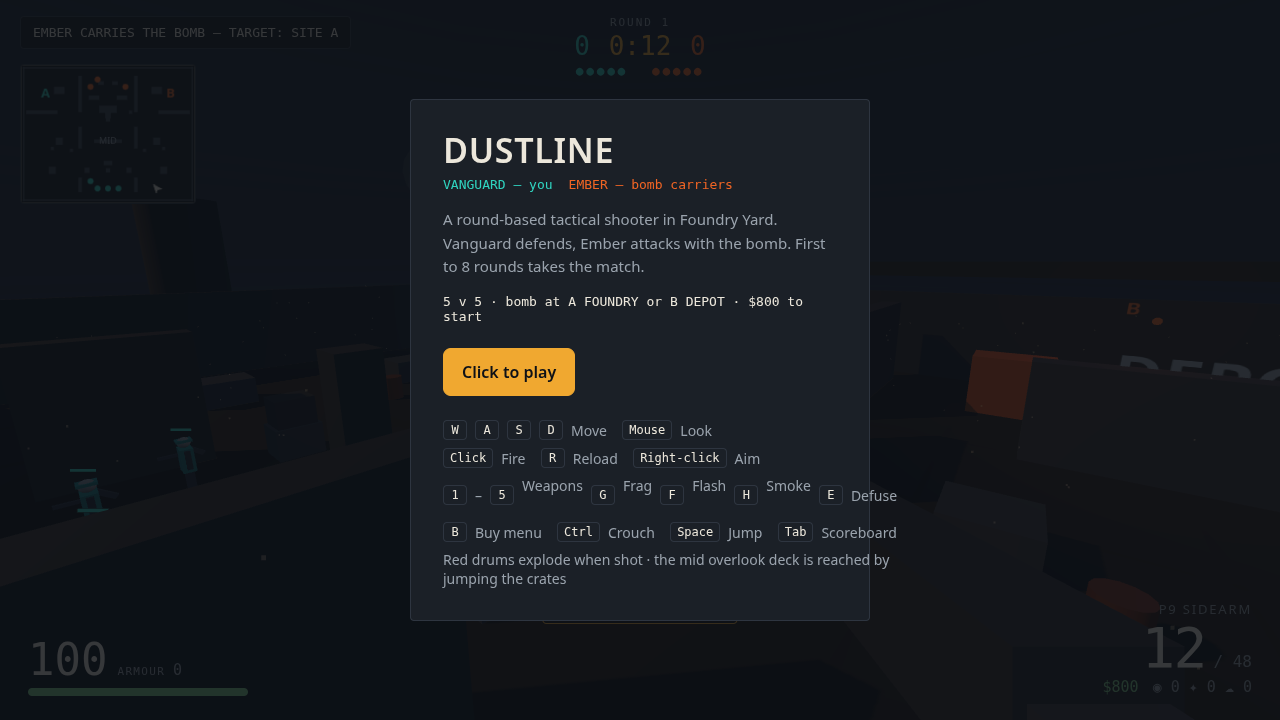 EMBER CARRIES THE BOMB — TARGET: SITE A
ROUND 1
0 0:12 0
A B
MID
DUSTLINE
VANGUARD — you EMBER — bomb carriers
A round-based tactical shooter in Foundry Yard.
Vanguard defends, Ember attacks with the bomb. First
to 8 rounds takes the match.
5 v 5 · bomb at A FOUNDRY or B DEPOT · $800 to
start
Click to play
W A S D Move Mouse Look
Click Fire R Reload Right-click Aim
1 – 5 Weapons G Frag F Flash H Smoke E Defuse
B Buy menu Ctrl Crouch Space Jump Tab Scoreboard
Red drums explode when shot · the mid overlook deck is reached by
jumping the crates
B
P9 SIDEARM
100 ARMOUR 0
12 / 48
$800 ◉ 0 ✦ 0 ☁ 0